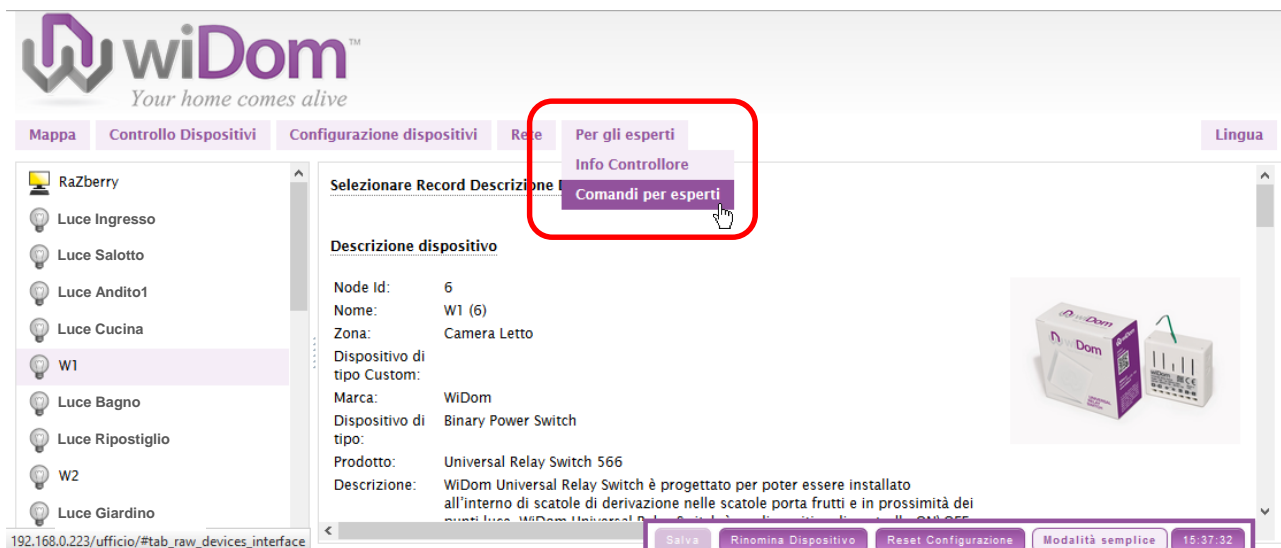 wiDom™
Your home comes alive
Mappa Controllo Dispositivi Configurazione dispositivi Rete Per gli esperti Lingua
Info Controllore
Comandi per esperti
RaZberry
Luce Ingresso
Luce Salotto
Luce Andito1
Luce Cucina
W1
Luce Bagno
Luce Ripostiglio
W2
Luce Giardino
Selezionare Record Descrizione
Descrizione dispositivo
Node Id: 6
Nome: W1 (6)
Zona: Camera Letto
Dispositivo di
tipo Custom:
Marca: WiDom
Dispositivo di Binary Power Switch
tipo:
Prodotto: Universal Relay Switch 566
Descrizione: WiDom Universal Relay Switch è progettato per poter essere installato
all'interno di scatole di derivazione nelle scatole porta frutti e in prossimità dei
wiDom
wiDom
192.168.0.223/ufficio/#tab_raw_devices_interface
Salva Rinomina Dispositivo Reset Configurazione Modalità semplice 15:37:32